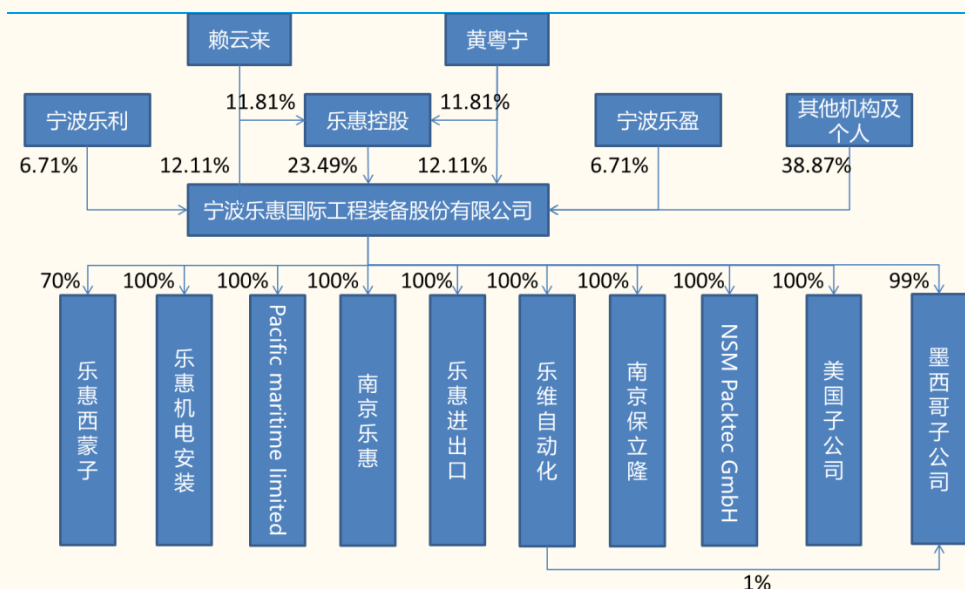 赖云来
黄粤宁
11.81%
11.81%
宁波乐利
乐惠控股
宁波乐盈
其他机构及
个人
6.71%
12.11%
23.49%
12.11%
6.71%
38.87%
宁波乐惠国际工程装备股份有限公司
70%
100%
100%
100%
100%
100%
100%
100%
100%
99%
乐惠西蒙子
乐惠机电安装
Pacific maritime limited
南京乐惠
乐惠进出口
乐维自动化
南京保立隆
NSM Packtec GmbH
美国子公司
墨西哥子公司
1%